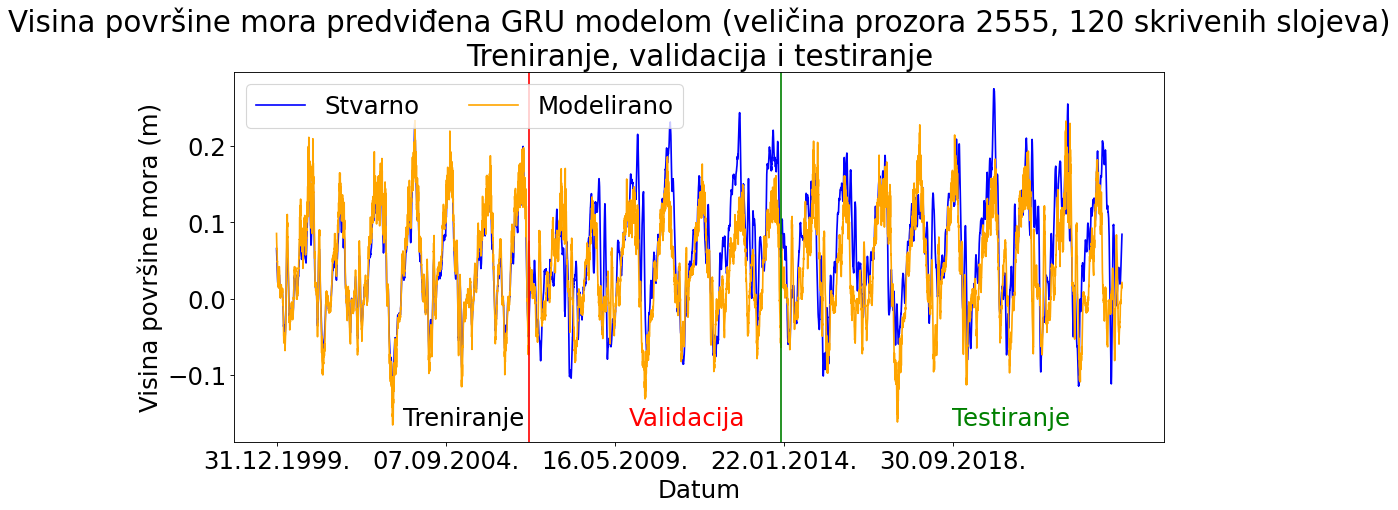 Visina površine mora predviđena GRU modelom (veličina prozora 2555, 120 skrivenih slojeva)
Treniranje, validacija i testiranje
Stvarno
Modelirano
Visina površine mora (m)
0.2
0.1
0.0
−0.1
Treniranje
Validacija
Testiranje
31.12.1999.
07.09.2004.
16.05.2009.
22.01.2014.
30.09.2018.
Datum